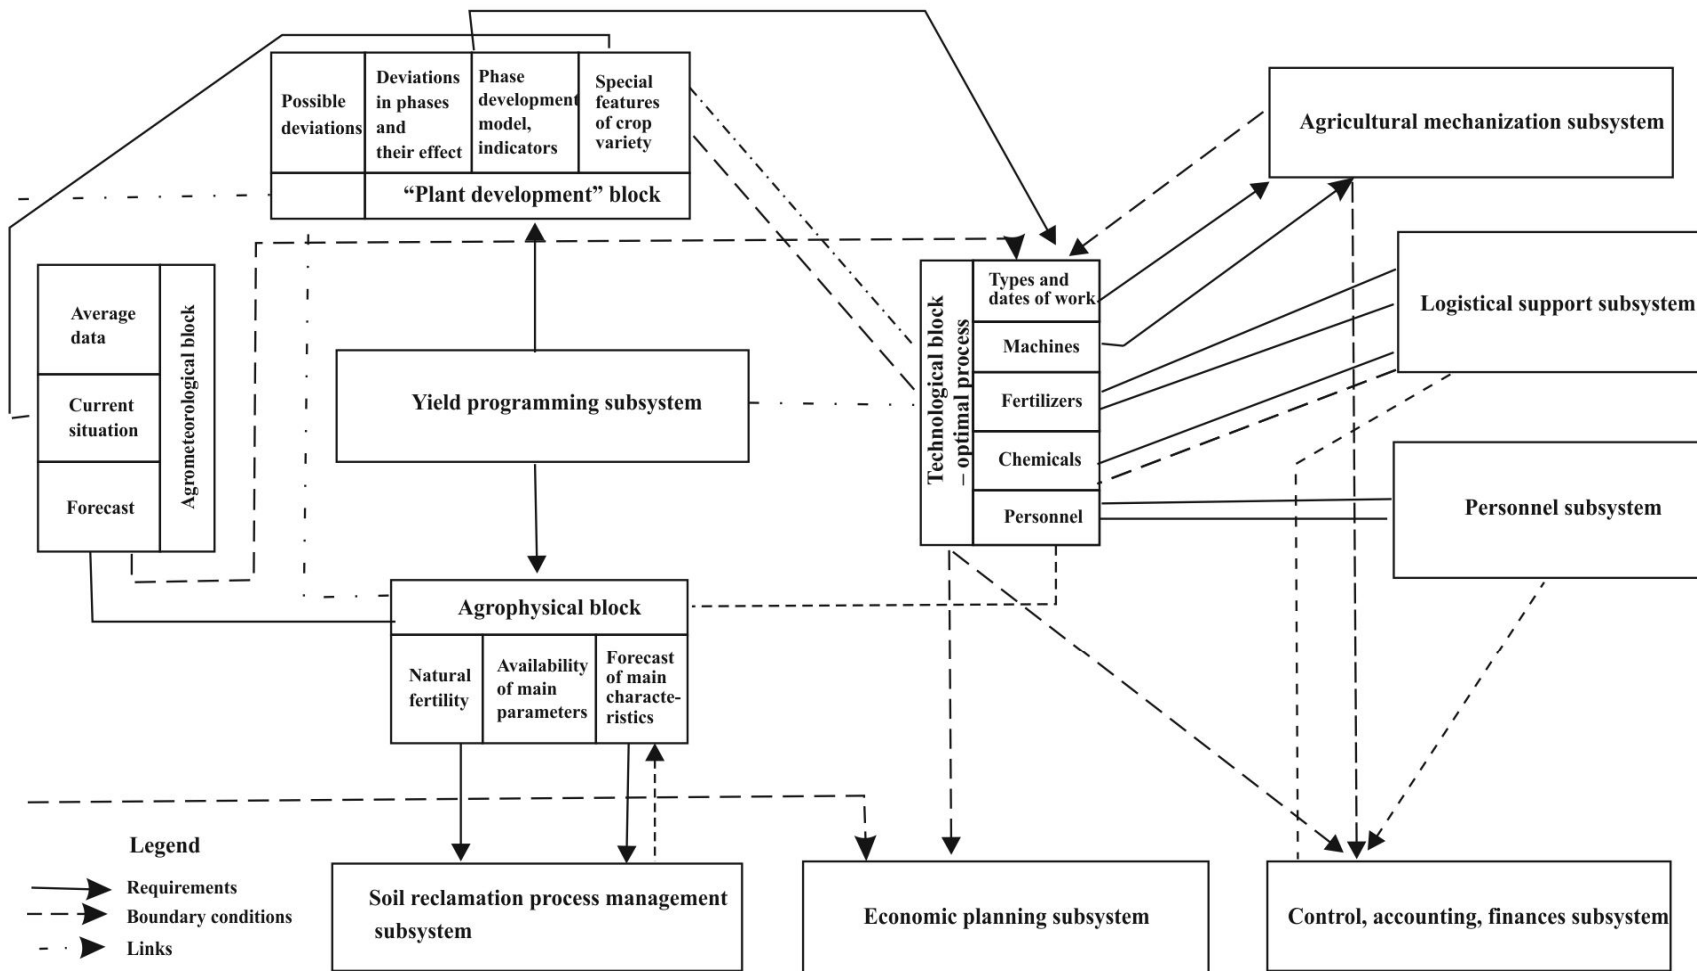 Possible
deviations
Deviations
in phases
and
their effect
Phase
development
model,
indicators
Special
features
of crop
variety
“Plant development” block
Agricultural mechanization subsystem
Average
data
Current
situation
Forecast
Agrometeorological block
Yield programming subsystem
Technological block
– optimal process
Types and
dates of work
Machines
Fertilizers
Chemicals
Personnel
Logistical support subsystem
Personnel subsystem
Agrophysical block
Natural
fertility
Availability
of main
parameters
Forecast
of main
characte-
ristics
Legend
Requirements
Boundary conditions
Links
Soil reclamation process management
subsystem
Economic planning subsystem
Control, accounting, finances subsystem